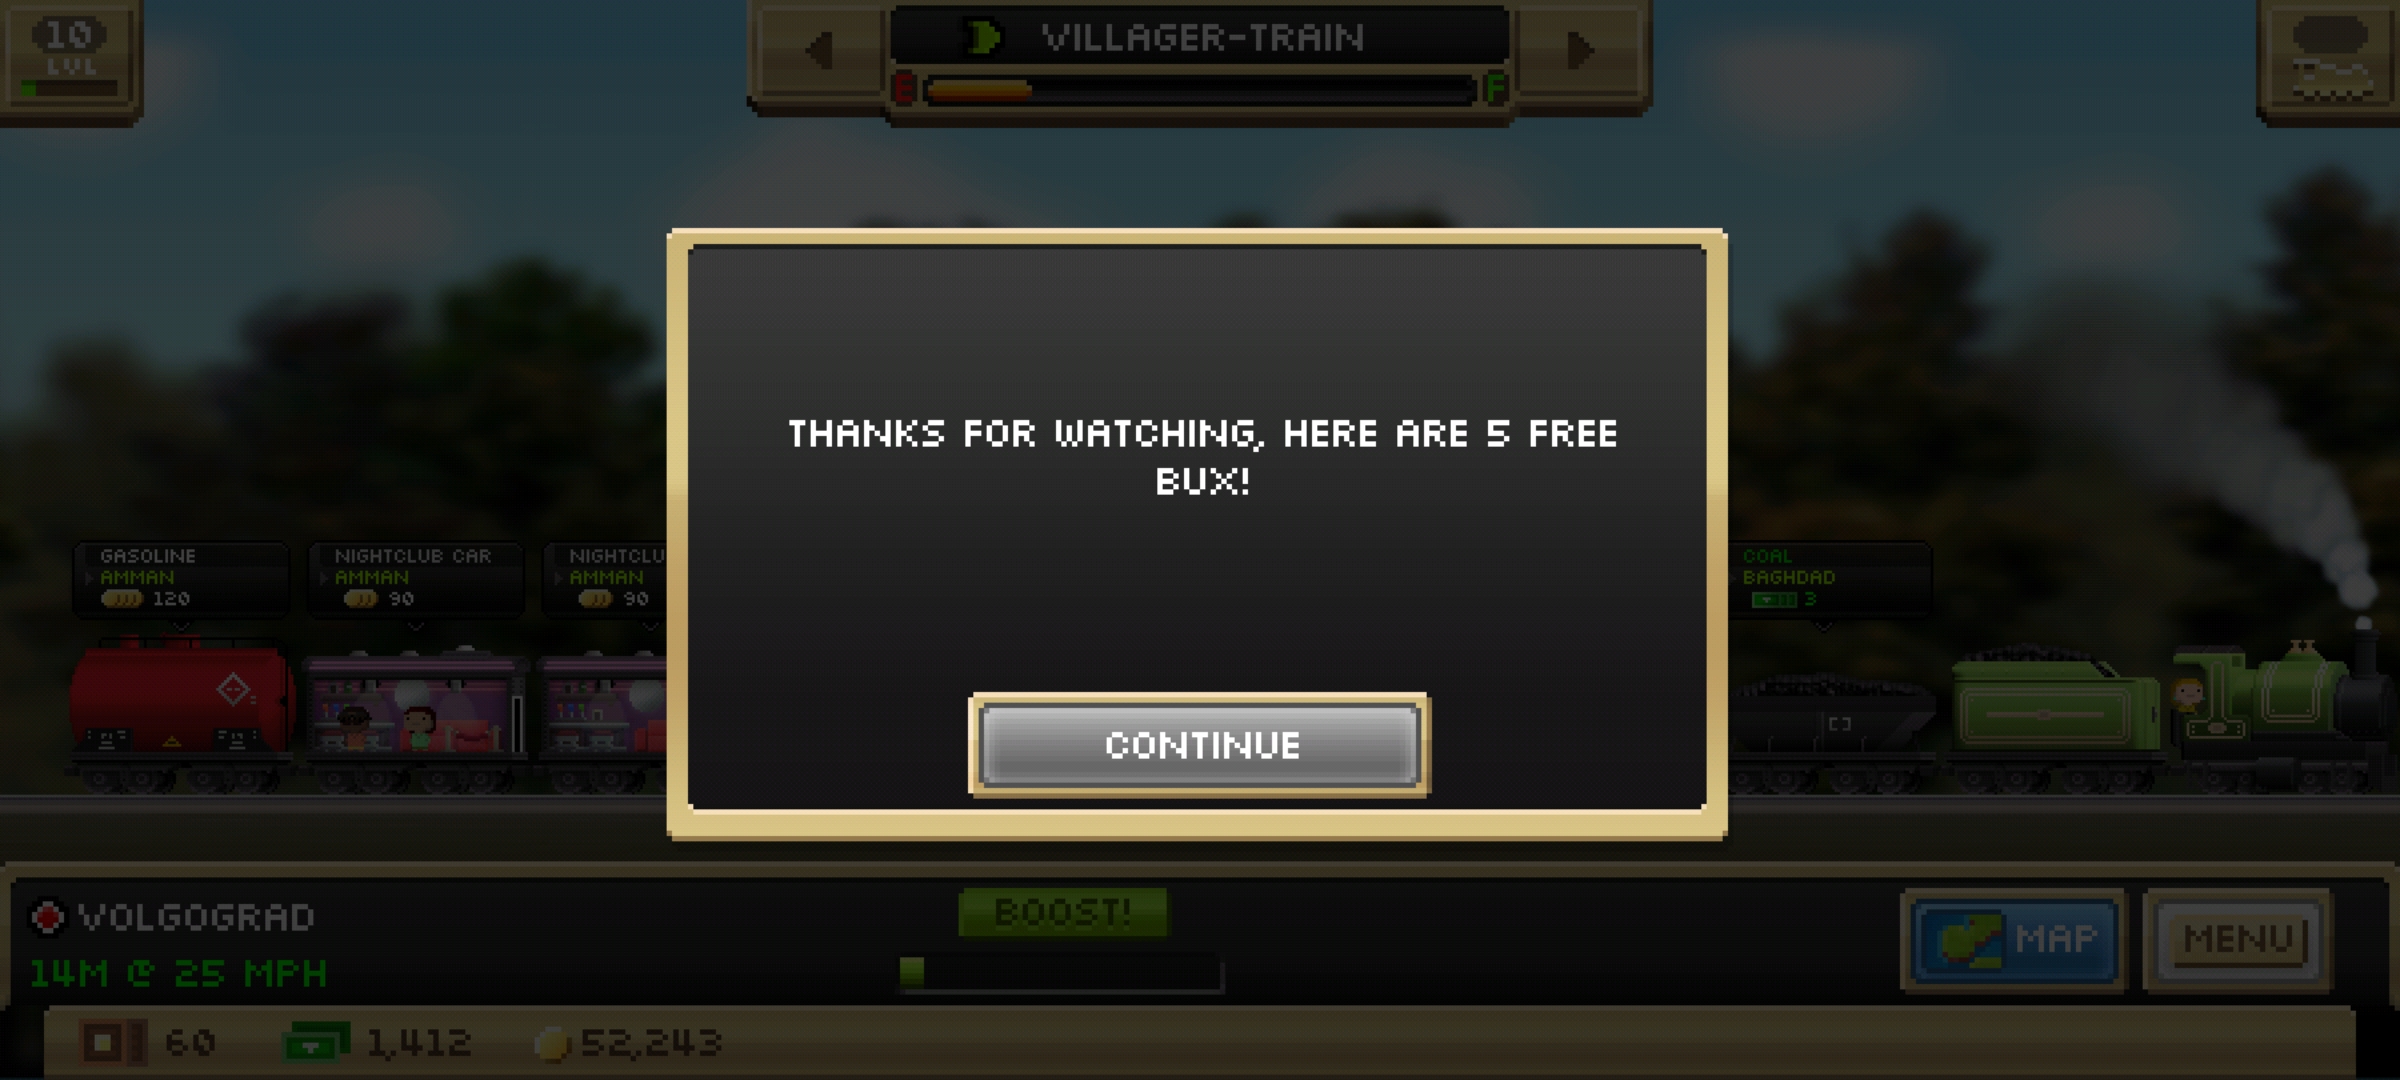 10
LVL
VILLAGER-TRAIN
E F
THANKS FOR WATCHING, HERE ARE 5 FREE
BUX!
CONTINUE
GASOLINE
AMMAN
120
NIGHTCLUB CAR
AMMAN
90
NIGHTCLU
AMMAN
90
COAL
BAGHDAD
3
VOLGOGRAD
14M @ 25 MPH
BOOST!
MAP
MENU
60 1,412 52,243